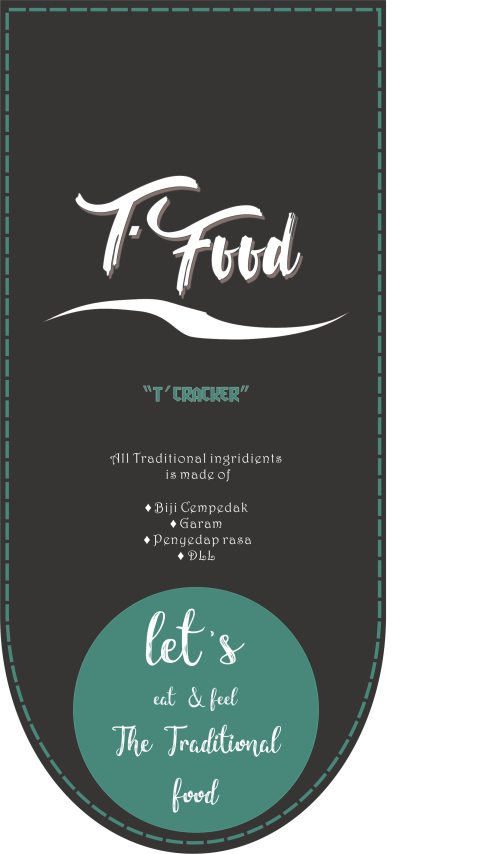 T. Food
"T'CRACKER"
All Traditional ingridients
is made of
♦ Biji Cempedak
♦ Garam
♦ Penyedap rasa
♦ DLL
let's
eat & feel
The Traditional
food